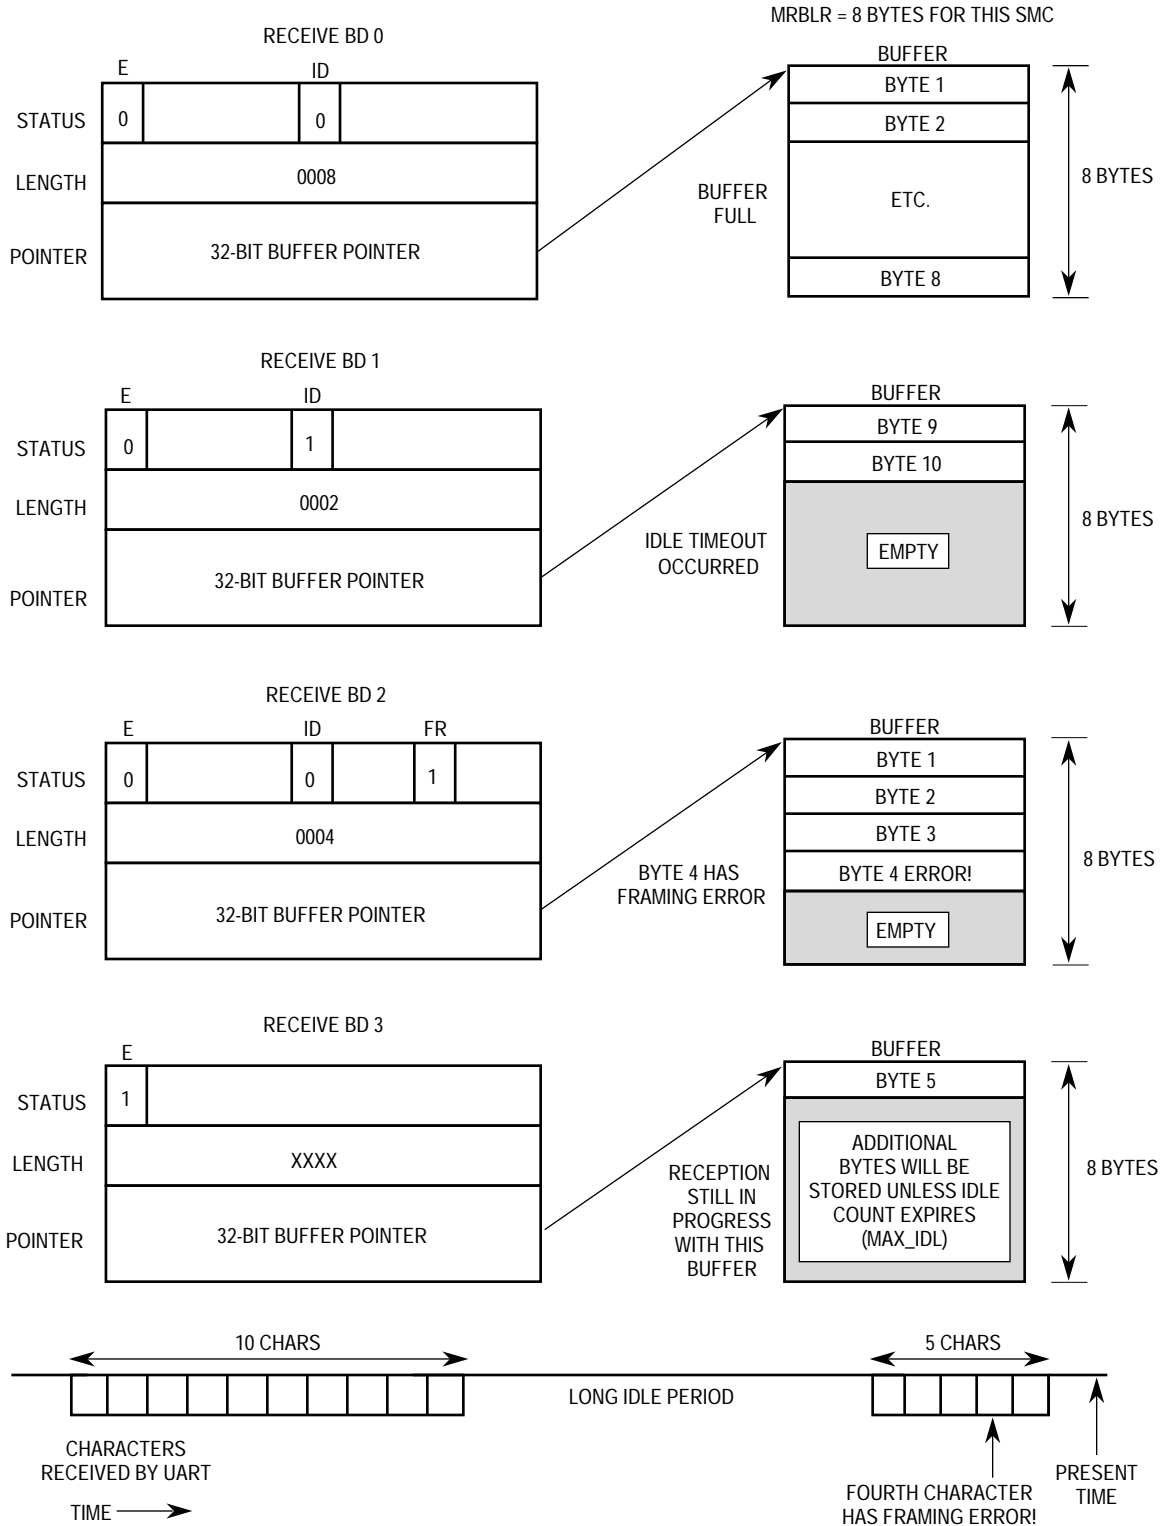 MRBLR = 8 BYTES FOR THIS SMC
RECEIVE BD 0
E
ID
STATUS
0
0
LENGTH
0008
POINTER
32-BIT BUFFER POINTER
BUFFER
FULL
BUFFER
BYTE 1
BYTE 2
ETC.
BYTE 8
8 BYTES
RECEIVE BD 1
E
ID
STATUS
0
1
LENGTH
0002
POINTER
32-BIT BUFFER POINTER
IDLE TIMEOUT
OCCURRED
BUFFER
BYTE 9
BYTE 10
EMPTY
8 BYTES
RECEIVE BD 2
E
ID
FR
STATUS
0
0
1
LENGTH
0004
POINTER
32-BIT BUFFER POINTER
BYTE 4 HAS
FRAMING ERROR
BUFFER
BYTE 1
BYTE 2
BYTE 3
BYTE 4 ERROR!
EMPTY
8 BYTES
RECEIVE BD 3
E
STATUS
1
LENGTH
XXXX
POINTER
32-BIT BUFFER POINTER
RECEPTION
STILL IN
PROGRESS
WITH THIS
BUFFER
BUFFER
BYTE 5
ADDITIONAL
BYTES WILL BE
STORED UNLESS IDLE
COUNT EXPIRES
(MAX_IDL)
8 BYTES
10 CHARS
5 CHARS
LONG IDLE PERIOD
CHARACTERS
RECEIVED BY UART
TIME
FOURTH CHARACTER
HAS FRAMING ERROR!
PRESENT
TIME